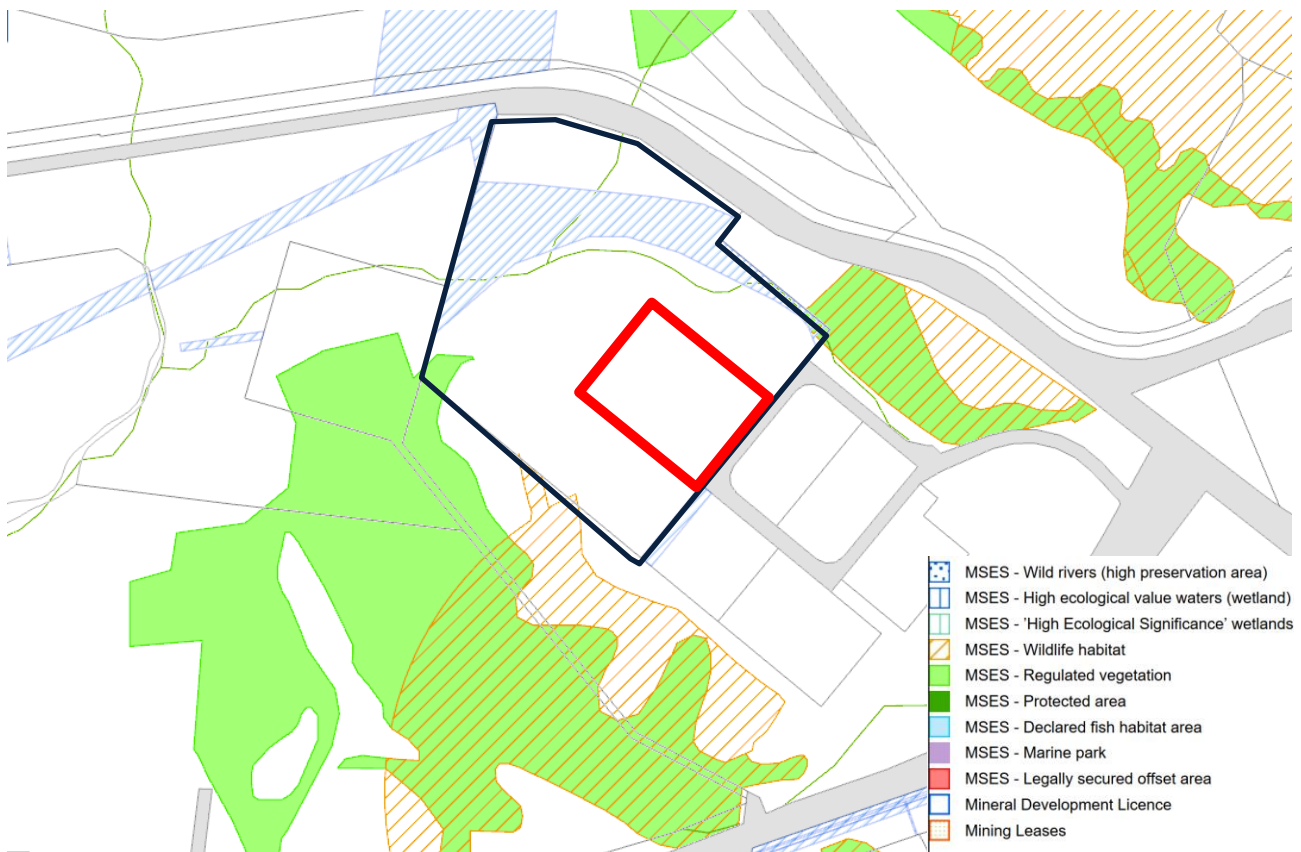 MSES - Wild rivers (high preservation area)
MSES - High ecological value waters (wetland)
MSES - 'High Ecological Significance' wetlands
MSES - Wildlife habitat
MSES - Regulated vegetation
MSES - Protected area
MSES - Declared fish habitat area
MSES - Marine park
MSES - Legally secured offset area
Mineral Development Licence
Mining Leases